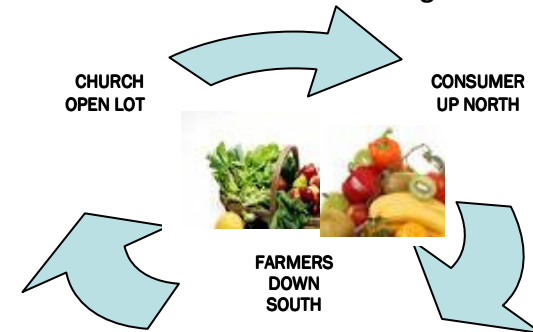 CHURCH
OPEN LOT
CONSUMER
UP NORTH
FARMERS
DOWN
SOUTH